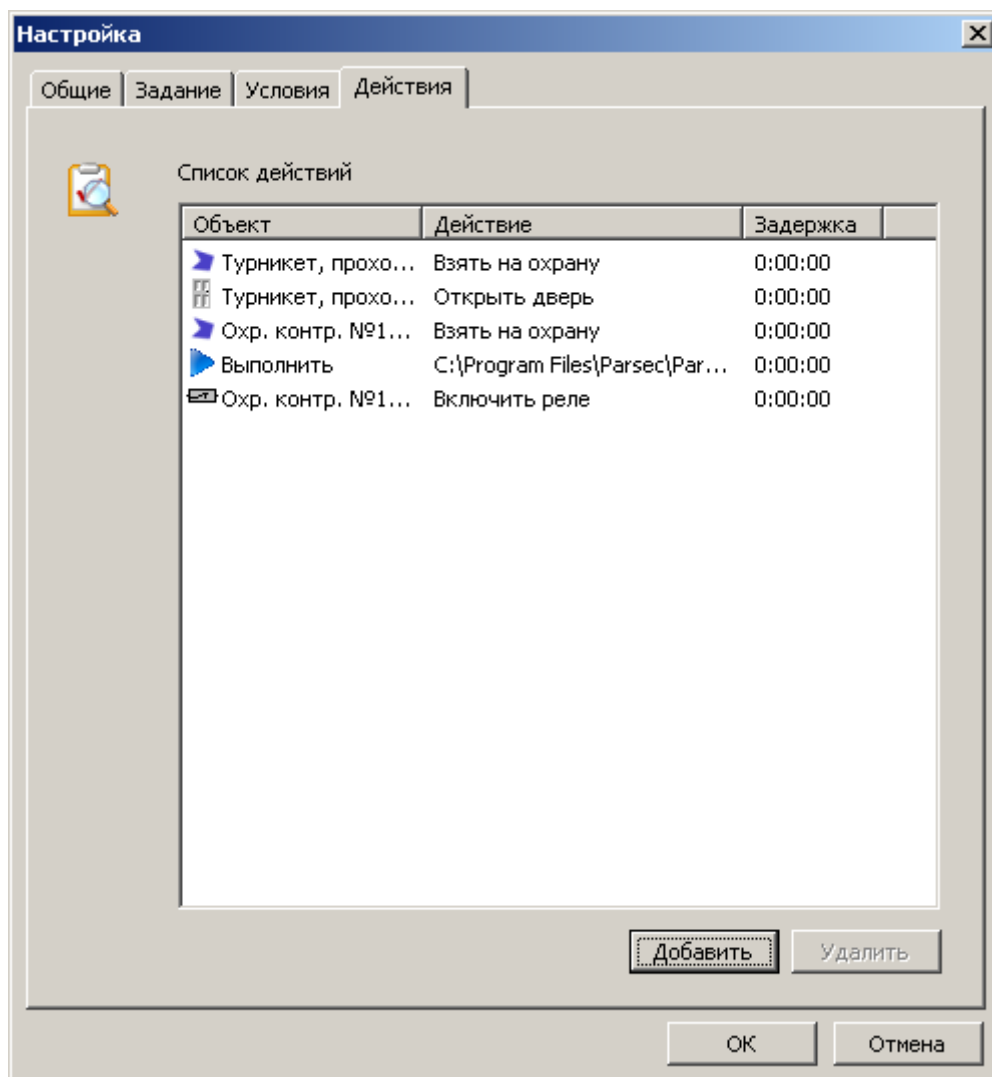 Настройка
Общие Задание Условия Действия
Список действий
Объект Действие Задержка
Турникет, прохо... Взять на охрану 0:00:00
Турникет, прохо... Открыть дверь 0:00:00
Охр. контр. №1... Взять на охрану 0:00:00
Выполнить C:\Program Files\Parsec\Par... 0:00:00
Охр. контр. №1... Включить реле 0:00:00
Добавить Удалить
ОК Отмена